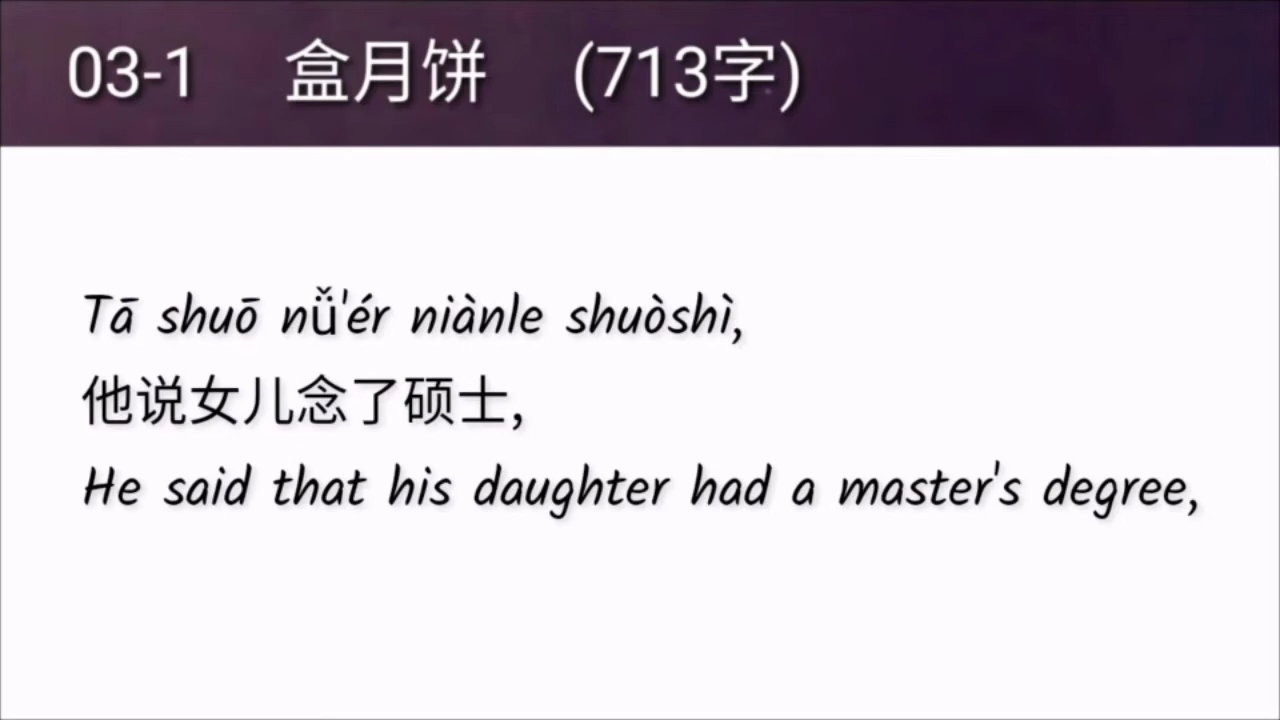 03-1 盒月饼 (713字)
Tā shuō nǚ'ér niànle shuòshì,
他说女儿念了硕士,
He said that his daughter had a master's degree,